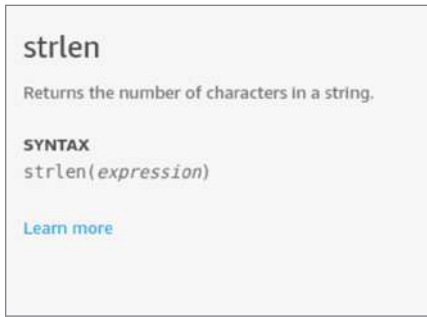 strlen
Returns the number of characters in a string.
SYNTAX
strlen(expression)
Learn more